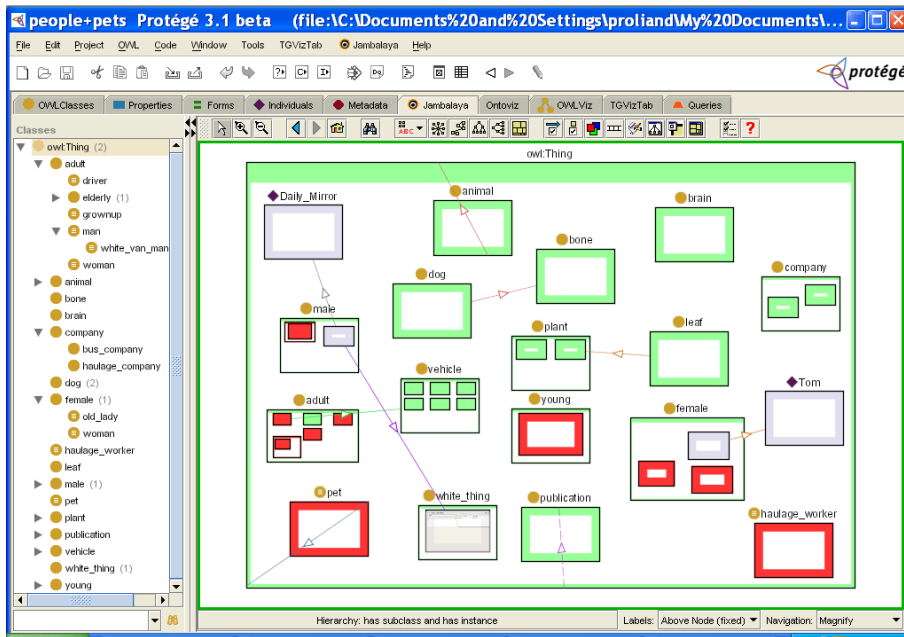 people+pets Protégé 3.1 beta (file:\C:\Documents%20and%20Settings\proliand\My%20Documents\...
File Edit Project OWL Code Window Tools TGVizTab Jambalaya Help
protégé
OWLClasses Properties Forms Individuals Metadata Jambalaya Ontoviz OWLViz TGVizTab Queries
Classes
owl:Thing (2)
adult
driver
elderly (1)
grownup
man
white_van_man
woman
animal
bone
brain
company
bus_company
haulage_company
dog (2)
female (1)
old_lady
woman
haulage_worker
leaf
male (1)
pet
plant
publication
vehicle
white_thing (1)
young
owl:Thing
Daily_Mirror
animal
brain
bone
dog
company
male
plant
leaf
vehicle
Tom
adult
young
female
pet
white_thing
publication
haulage_worker
Hierarchy: has subclass and has instance Labels: Above Node (fixed) Navigation: Magnify